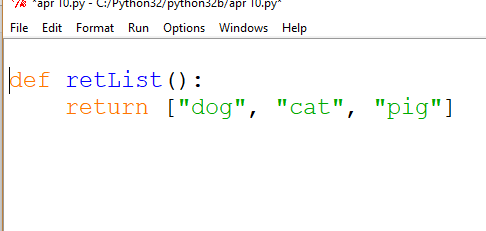 *apr 10.py - C:/Python32/python32b/apr 10.py*
File Edit Format Run Options Windows Help
def retList():
    return ["dog", "cat", "pig"]